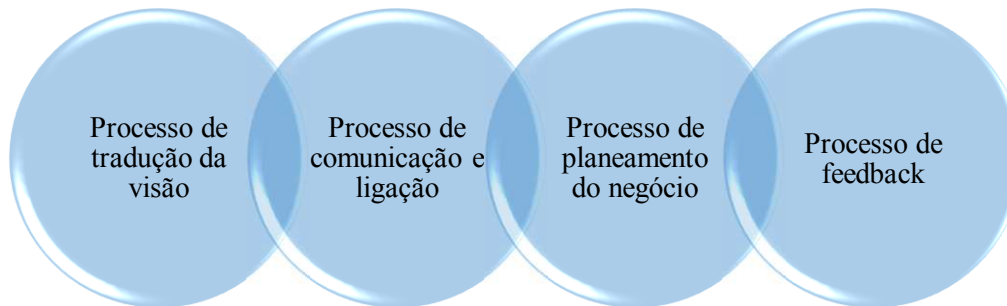 Processo de
tradução da
visão
Processo de
comunicação e
ligação
Processo de
planeamento
do negócio
Processo de
feedback